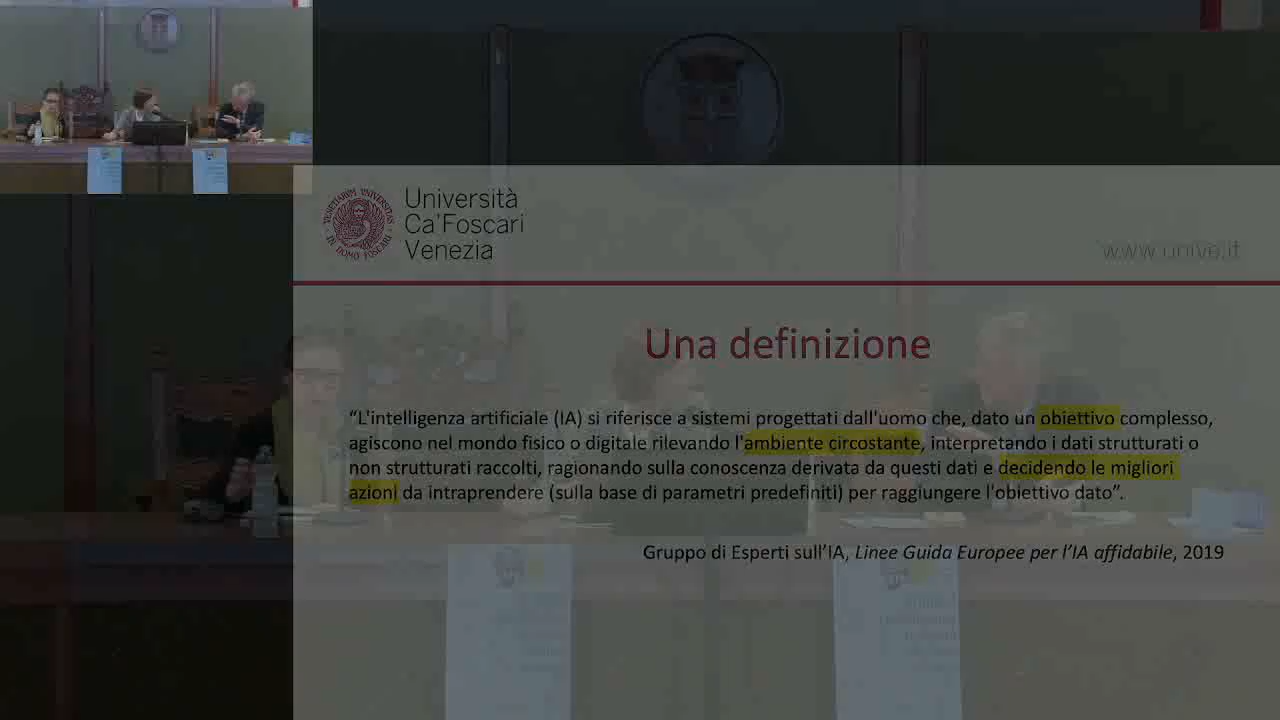 Università
Ca'Foscari
Venezia
www.unive.it
Una definizione
“L'intelligenza artificiale (IA) si riferisce a sistemi progettati dall'uomo che, dato un obiettivo complesso,
agiscono nel mondo fisico o digitale rilevando l'ambiente circostante, interpretando i dati strutturati o
non strutturati raccolti, ragionando sulla conoscenza derivata da questi dati e decidendo le migliori
azioni da intraprendere (sulla base di parametri predefiniti) per raggiungere l'obiettivo dato”.
Gruppo di Esperti sull’IA, Linee Guida Europee per l’IA affidabile, 2019